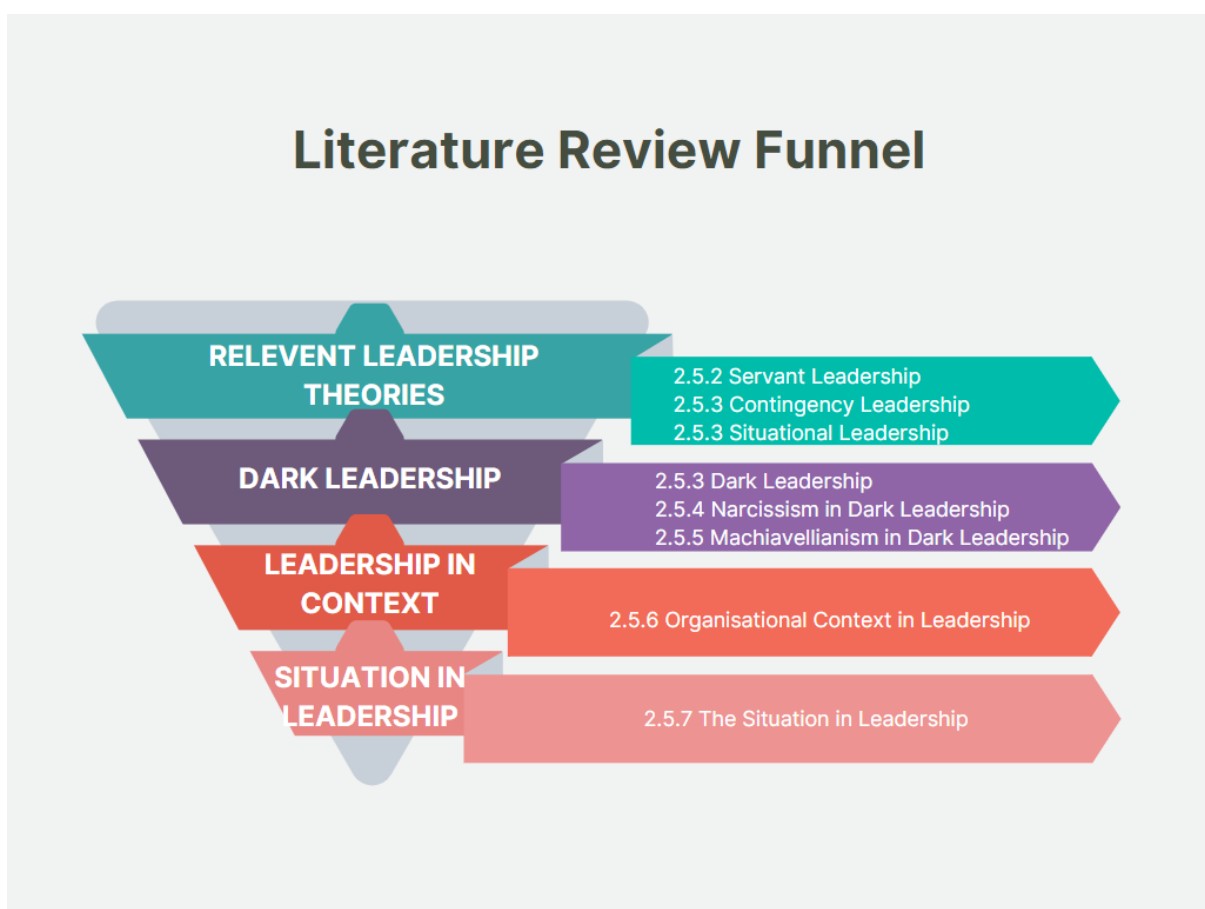 Literature Review Funnel
RELEVENT LEADERSHIP
THEORIES
2.5.2 Servant Leadership
2.5.3 Contingency Leadership
2.5.3 Situational Leadership
DARK LEADERSHIP
2.5.3 Dark Leadership
2.5.4 Narcissism in Dark Leadership
2.5.5 Machiavellianism in Dark Leadership
LEADERSHIP IN
CONTEXT
2.5.6 Organisational Context in Leadership
SITUATION IN
LEADERSHIP
2.5.7 The Situation in Leadership